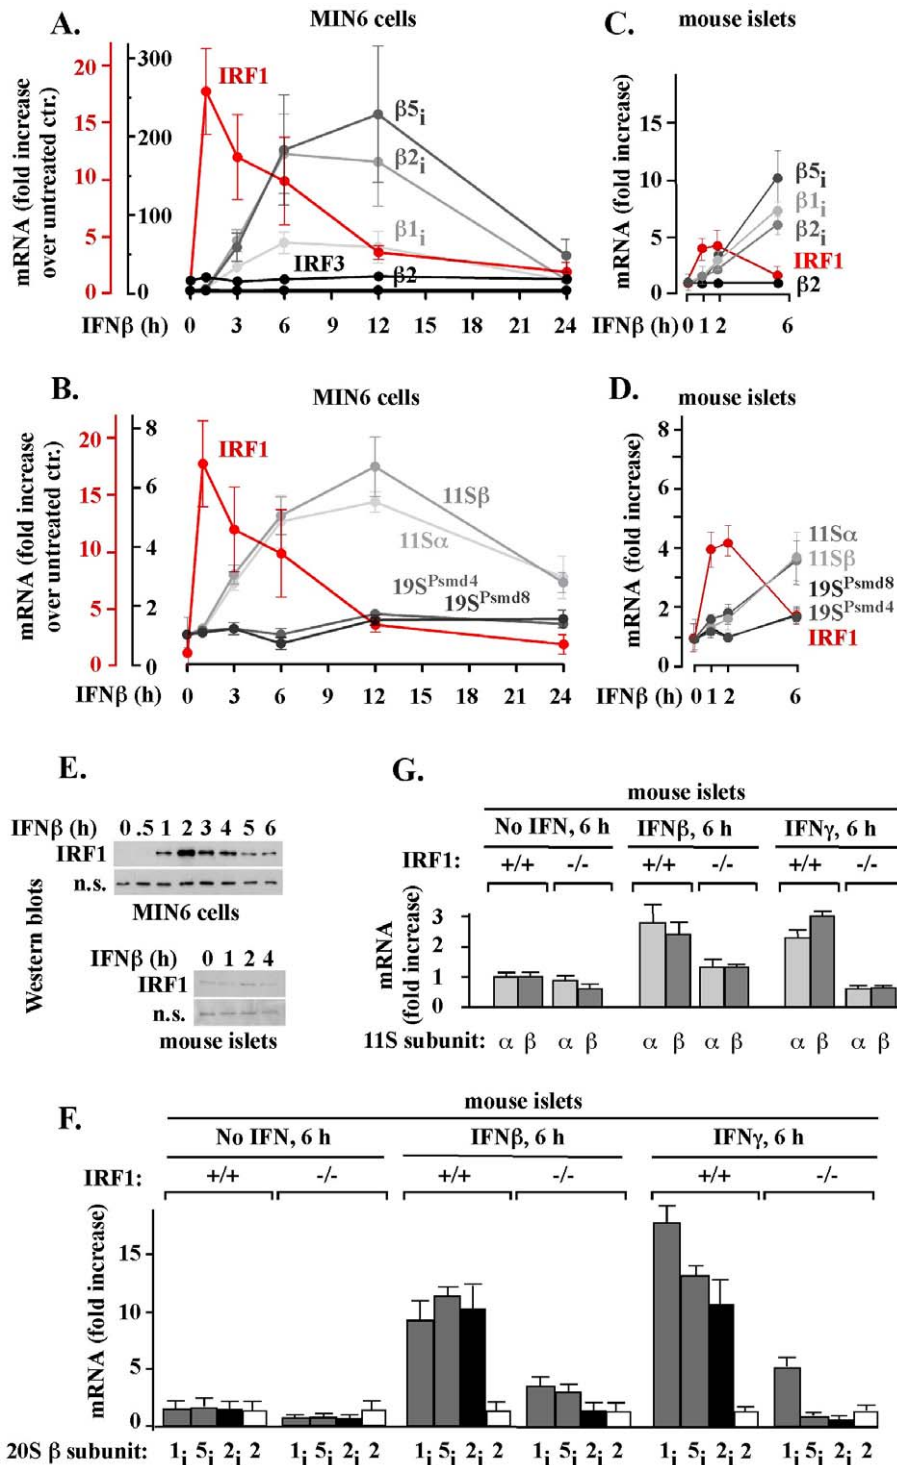 A.
MIN6 cells
mRNA (fold increase
over untreated ctr.)
20
15
10
5
0
300
200
100
0
IRF1
β5i
β2i
β1i
IRF3
β2
IFNβ (h) 0 3 6 9 12 15 18 21 24
C.
mouse islets
mRNA (fold increase)
15
10
5
0
β5i
β1i
β2i
IRF1
β2
IFNβ (h) 0 1 2 6
B.
MIN6 cells
mRNA (fold increase
over untreated ctr.)
20
15
10
5
0
8
6
4
2
0
IRF1
11Sβ
11Sα
19SPsmd4
19SPsmd8
IFNβ (h) 0 3 6 9 12 15 18 21 24
D.
mouse islets
mRNA (fold increase)
8
6
4
2
0
11Sα
11Sβ
19SPsmd8
19SPsmd4
IRF1
IFNβ (h) 0 1 2 6
E.
Western blots
IFNβ (h) 0 .5 1 2 3 4 5 6
IRF1
n.s.
MIN6 cells
IFNβ (h) 0 1 2 4
IRF1
n.s.
mouse islets
G.
mouse islets
No IFN, 6 h IFNβ, 6 h IFNγ, 6 h
IRF1: +/+ -/- +/+ -/- +/+ -/-
mRNA
(fold increase)
3
2
1
0
11S subunit: α β α β α β α β α β α β
F.
mouse islets
No IFN, 6 h IFNβ, 6 h IFNγ, 6 h
IRF1: +/+ -/- +/+ -/- +/+ -/-
mRNA (fold increase)
15
10
5
0
20S β subunit: 1i 5i 2i 2 1i 5i 2i 2 1i 5i 2i 2 1i 5i 2i 2 1i 5i 2i 2 1i 5i 2i 2